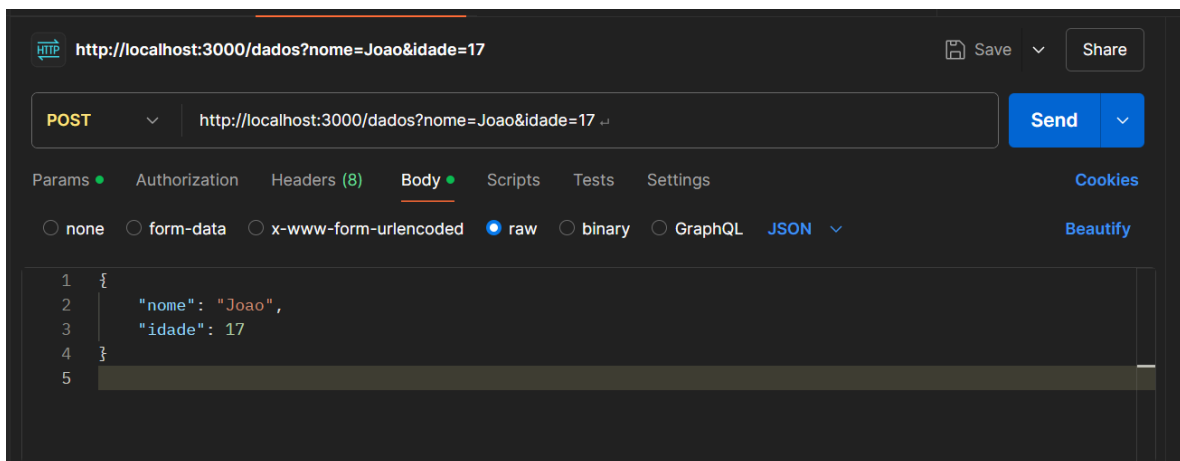 HTTP http://localhost:3000/dados?nome=Joao&idade=17 Save Share
POST http://localhost:3000/dados?nome=Joao&idade=17 ↵ Send
Params Authorization Headers (8) Body Scripts Tests Settings Cookies
none form-data x-www-form-urlencoded raw binary GraphQL JSON Beautify
1 {
2 "nome": "Joao",
3 "idade": 17
4 }
5